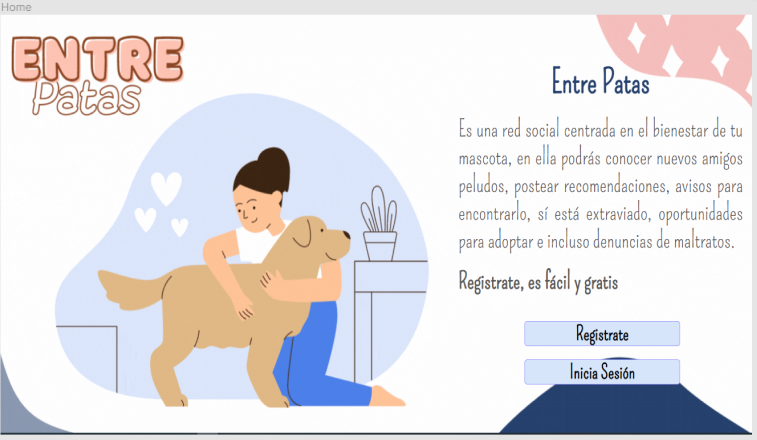 Home
ENTRE
Patas
Entre Patas
Es una red social centrada en el bienestar de tu
mascota, en ella podrás conocer nuevos amigos
peludos, postear recomendaciones, avisos para
encontrarlo, sí está extraviado, oportunidades
para adoptar e incluso denuncias de maltratos.
Registrate, es fácil y gratis
Registrate
Inicia Sesión